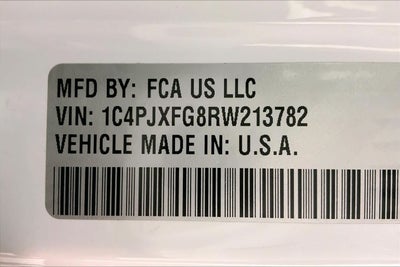 MFD BY: FCA US LLC
VIN: 1C4PJXFG8RW213782
VEHICLE MADE IN: U.S.A.